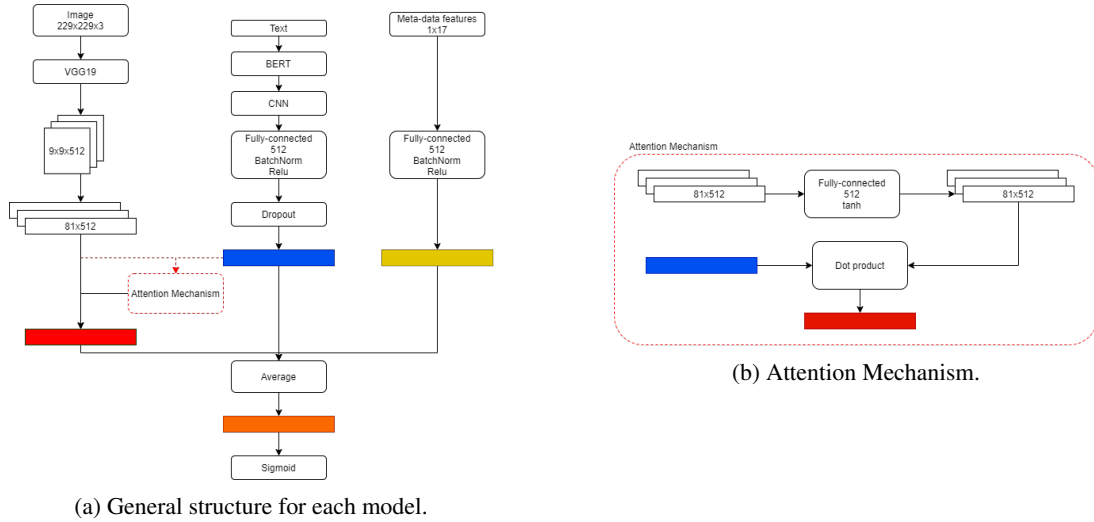 Image
229x229x3
VGG19
9x9x512
81x512
Attention Mechanism
Text
BERT
CNN
Fully-connected
512
BatchNorm
Relu
Dropout
Meta-data features
1x17
Fully-connected
512
BatchNorm
Relu
Average
Sigmoid
(a) General structure for each model.
Attention Mechanism
81x512
Fully-connected
512
tanh
81x512
Dot product
(b) Attention Mechanism.